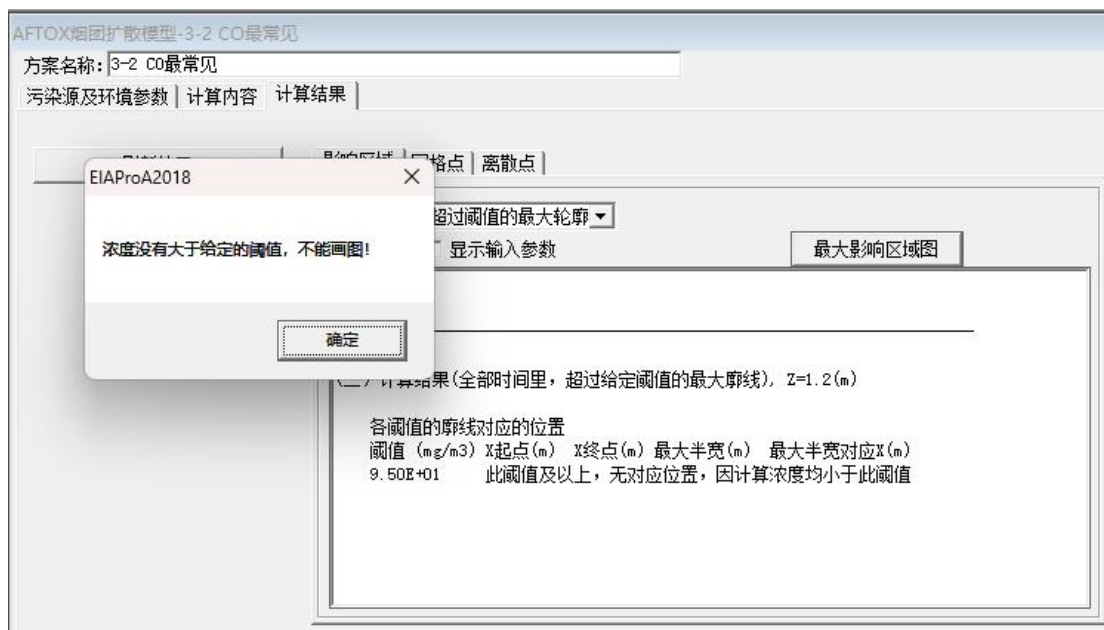 AFTOX烟团扩散模型-3-2 CO最常见
方案名称: 3-2 CO最常见
污染源及环境参数 计算内容 计算结果
格点 离散点
EIAProA2018
超过阈值的最大轮廓
浓度没有大于给定的阈值，不能画图!
显示输入参数
最大影响区域图
确定
计算结果(全部时间里，超过给定阈值的最大廓线), Z=1.2(m)
各阈值的廓线对应的位置
阈值 (mg/m3) X起点(m) X终点(m) 最大半宽(m) 最大半宽对应X(m)
9.50E+01 此阈值及以上，无对应位置，因计算浓度均小于此阈值